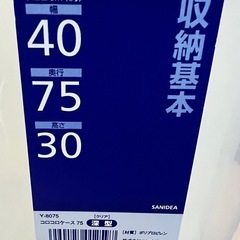 収納基本
幅
40
奥行
75
高さ
30
SANIDEA
Y-8075
【クリア】
コロコロケース 75
深型
【材質】ポリプロピレン